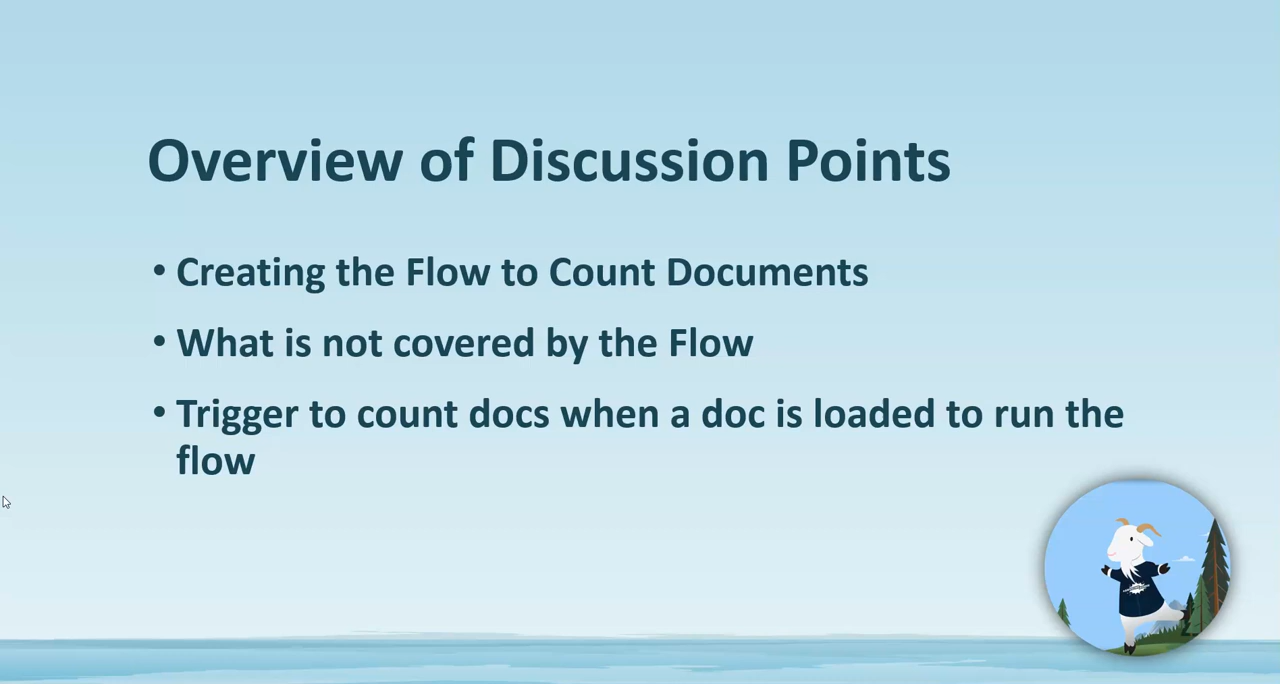 Overview of Discussion Points
• Creating the Flow to Count Documents
• What is not covered by the Flow
• Trigger to count docs when a doc is loaded to run the
flow